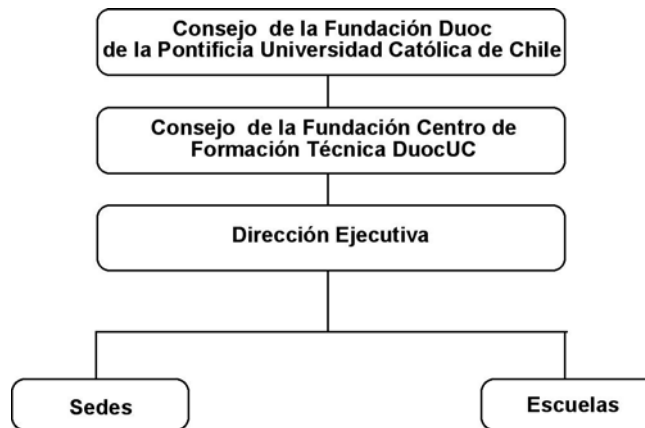 Consejo de la Fundación Duoc
de la Pontificia Universidad Católica de Chile
Consejo de la Fundación Centro de
Formación Técnica DuocUC
Dirección Ejecutiva
Sedes
Escuelas